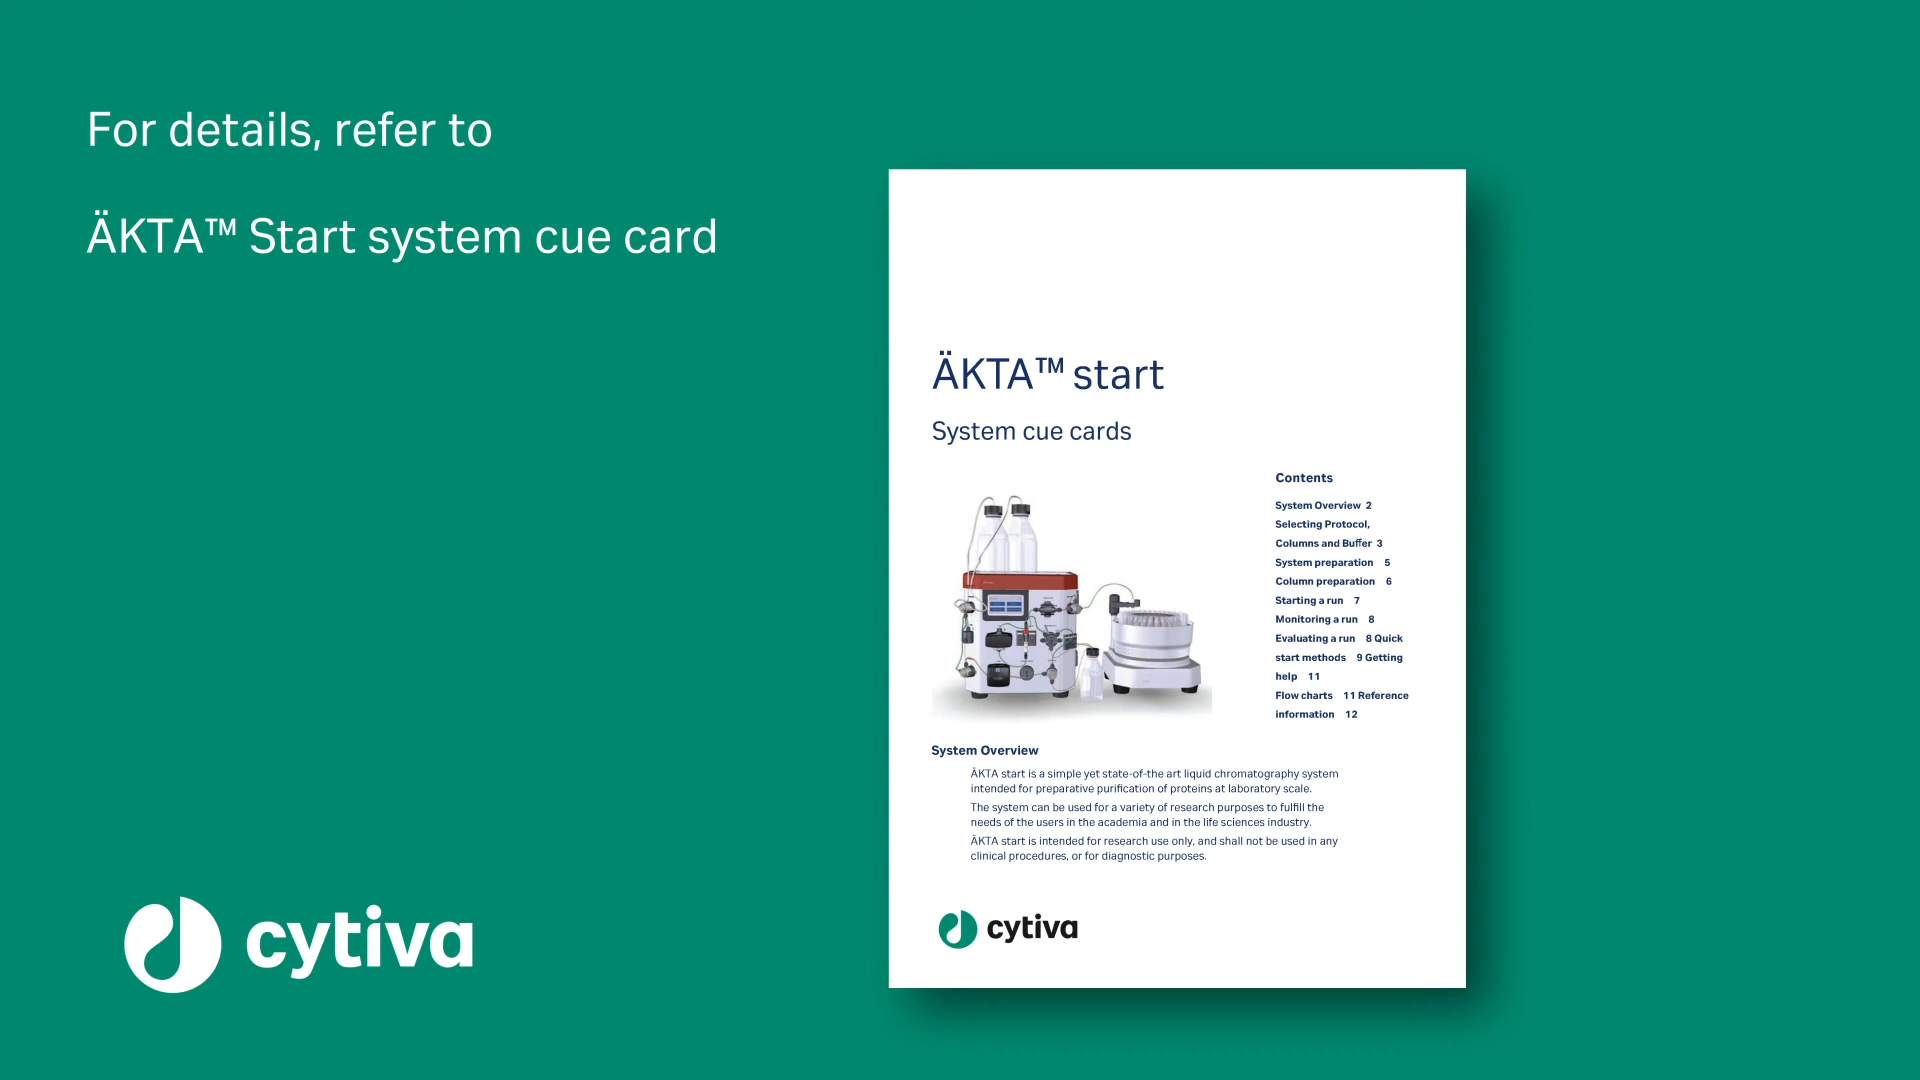 For details, refer to
ÄKTA™ Start system cue card
cytiva
ÄKTA™ start
System cue cards
Contents
System Overview 2
Selecting Protocol,
Columns and Buffer 3
System preparation 5
Column preparation 6
Starting a run 7
Monitoring a run 8
Evaluating a run 8 Quick
start methods 9 Getting
help 11
Flow charts 11 Reference
information 12
System Overview
ÄKTA start is a simple yet state-of-the art liquid chromatography system
intended for preparative purification of proteins at laboratory scale.
The system can be used for a variety of research purposes to fulfill the
needs of the users in the academia and in the life sciences industry.
ÄKTA start is intended for research use only, and shall not be used in any
clinical procedures, or for diagnostic purposes.
cytiva